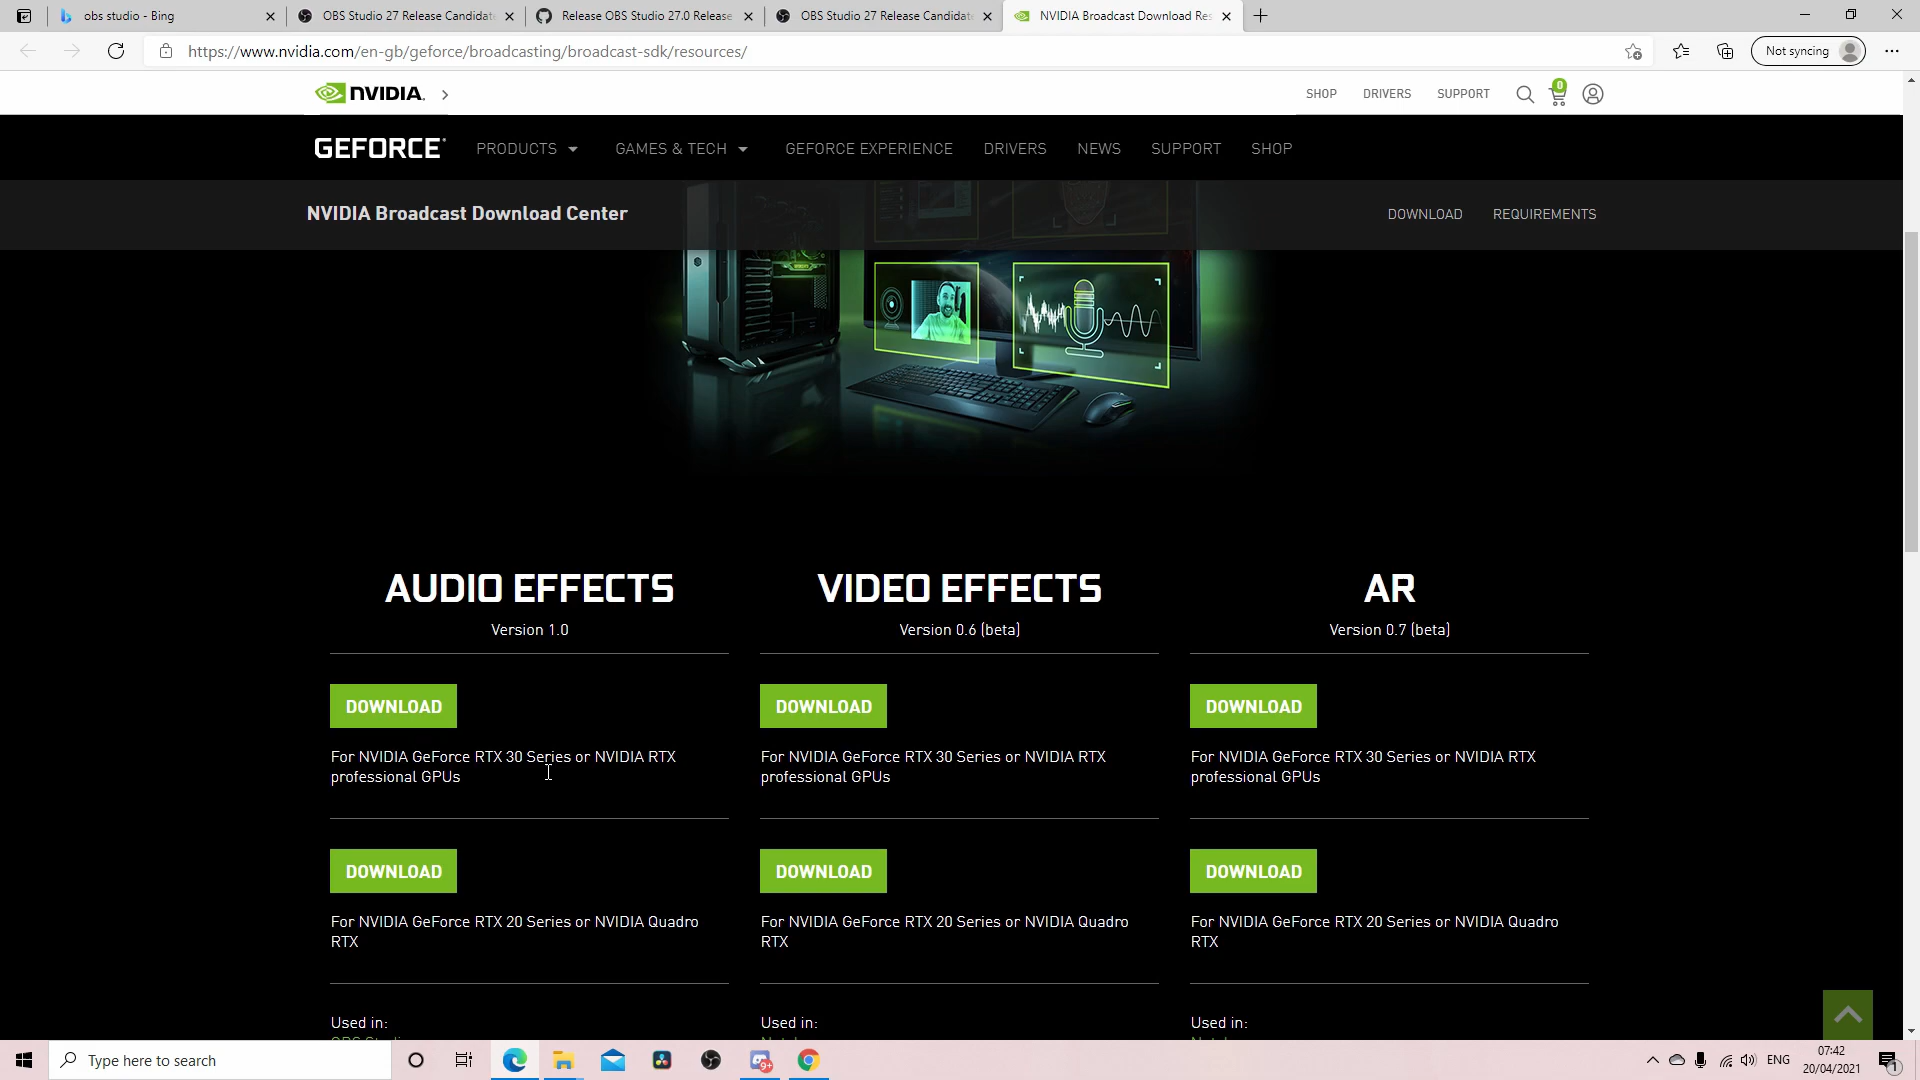 obs studio - Bing
OBS Studio 27 Release Candidat
Release OBS Studio 27.0 Release
OBS Studio 27 Release Candidat
NVIDIA Broadcast Download Res
https://www.nvidia.com/en-gb/geforce/broadcasting/broadcast-sdk/resources/
Not syncing
NVIDIA.
SHOP
DRIVERS
SUPPORT
0
GEFORCE
PRODUCTS
GAMES & TECH
GEFORCE EXPERIENCE
DRIVERS
NEWS
SUPPORT
SHOP
NVIDIA Broadcast Download Center
DOWNLOAD
REQUIREMENTS
AUDIO EFFECTS
Version 1.0
DOWNLOAD
For NVIDIA GeForce RTX 30 Series or NVIDIA RTX
professional GPUs
DOWNLOAD
For NVIDIA GeForce RTX 20 Series or NVIDIA Quadro
RTX
Used in:
VIDEO EFFECTS
Version 0.6 (beta)
DOWNLOAD
For NVIDIA GeForce RTX 30 Series or NVIDIA RTX
professional GPUs
DOWNLOAD
For NVIDIA GeForce RTX 20 Series or NVIDIA Quadro
RTX
Used in:
AR
Version 0.7 (beta)
DOWNLOAD
For NVIDIA GeForce RTX 30 Series or NVIDIA RTX
professional GPUs
DOWNLOAD
For NVIDIA GeForce RTX 20 Series or NVIDIA Quadro
RTX
Used in:
Type here to search
9+
ENG
07:42
20/04/2021
1